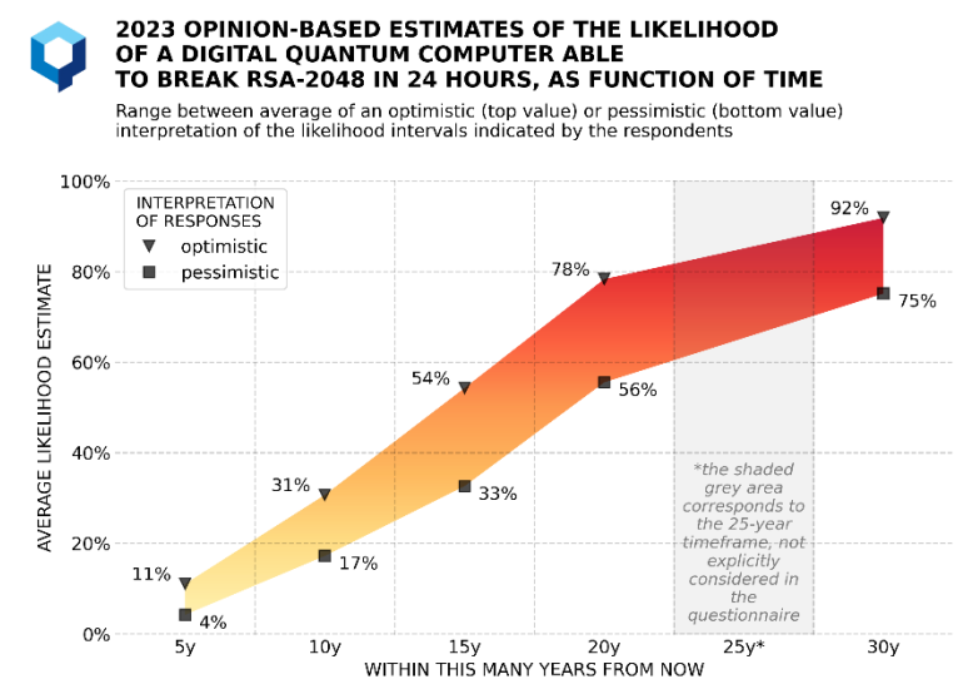 2023 OPINION-BASED ESTIMATES OF THE LIKELIHOOD
OF A DIGITAL QUANTUM COMPUTER ABLE
TO BREAK RSA-2048 IN 24 HOURS, AS FUNCTION OF TIME
Range between average of an optimistic (top value) or pessimistic (bottom value)
interpretation of the likelihood intervals indicated by the respondents
AVERAGE LIKELIHOOD ESTIMATE
100%
80%
60%
40%
20%
0%
INTERPRETATION
OF RESPONSES
optimistic
pessimistic
11%
4%
31%
17%
54%
33%
78%
56%
92%
75%
*the shaded
grey area
corresponds to
the 25-year
timeframe, not
explicitly
considered in
the
questionnaire
5y
10y
15y
20y
25y*
30y
WITHIN THIS MANY YEARS FROM NOW